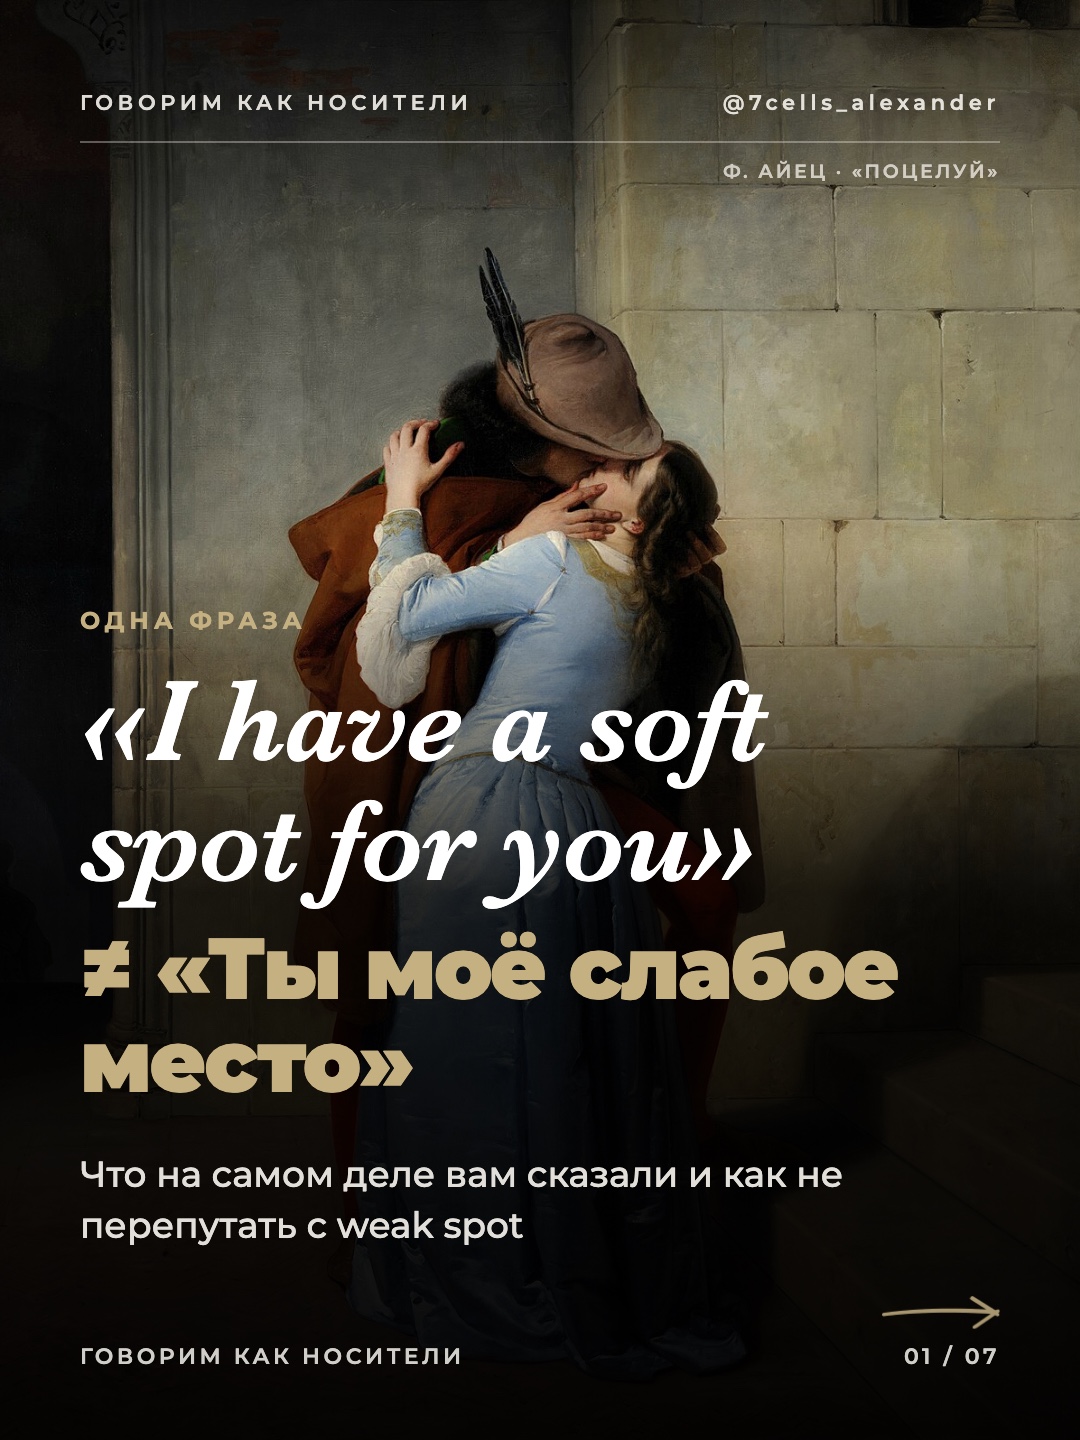 ГОВОРИМ КАК НОСИТЕЛИ
@7cells_alexander
Ф. АЙЕЦ · «ПОЦЕЛУЙ»
ОДНА ФРАЗА
«I have a soft
spot for you»
≠ «Ты моё слабое
место»
Что на самом деле вам сказали и как не
перепутать с weak spot
ГОВОРИМ КАК НОСИТЕЛИ
01 / 07